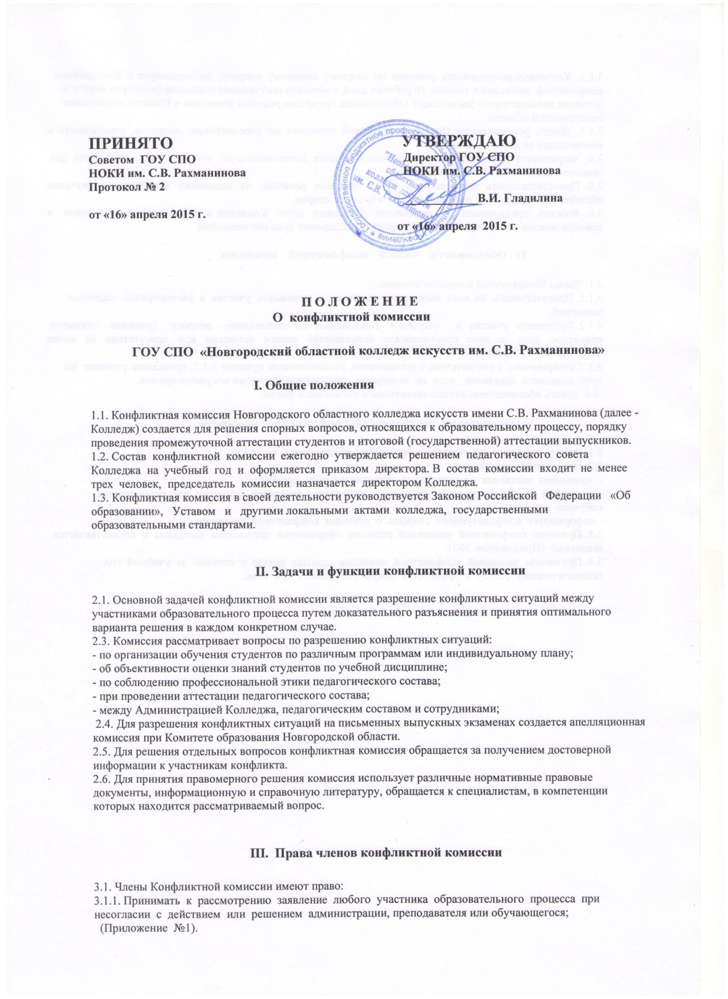 ПРИНЯТО
Советом ГОУ СПО
НОКИ им. С.В. Рахманинова
Протокол № 2
от «16» апреля 2015 г.
УТВЕРЖДАЮ
Директор ГОУ СПО
НОКИ им. С.В. Рахманинова
В.И. Гладилина
от «16» апреля 2015 г.
"Новгородский
областной
колледж искусств
им. С.В. Рахманинова"
П О Л О Ж Е Н И Е
О конфликтной комиссии
ГОУ СПО «Новгородский областной колледж искусств им. С.В. Рахманинова»
I. Общие положения
1.1. Конфликтная комиссия Новгородского областного колледжа искусств имени С.В. Рахманинова (далее -
Колледж) создается для решения спорных вопросов, относящихся к образовательному процессу, порядку
проведения промежуточной аттестации студентов и итоговой (государственной) аттестации выпускников.
1.2. Состав конфликтной комиссии ежегодно утверждается решением педагогического совета
Колледжа на учебный год и оформляется приказом директора. В состав комиссии входит не менее
трех человек, председатель комиссии назначается директором Колледжа.
1.3. Конфликтная комиссия в своей деятельности руководствуется Законом Российской Федерации «Об
образовании», Уставом и другими локальными актами колледжа, государственными
образовательными стандартами.
II. Задачи и функции конфликтной комиссии
2.1. Основной задачей конфликтной комиссии является разрешение конфликтных ситуаций между
участниками образовательного процесса путем доказательного разъяснения и принятия оптимального
варианта решения в каждом конкретном случае.
2.3. Комиссия рассматривает вопросы по разрешению конфликтных ситуаций:
- по организации обучения студентов по различным программам или индивидуальному плану;
- об объективности оценки знаний студентов по учебной дисциплине;
- по соблюдению профессиональной этики педагогического состава;
- при проведении аттестации педагогического состава;
- между Администрацией Колледжа, педагогическим составом и сотрудниками;
2.4. Для разрешения конфликтных ситуаций на письменных выпускных экзаменах создается апелляционная
комиссия при Комитете образования Новгородской области.
2.5. Для решения отдельных вопросов конфликтная комиссия обращается за получением достоверной
информации к участникам конфликта.
2.6. Для принятия правомерного решения комиссия использует различные нормативные правовые
документы, информационную и справочную литературу, обращается к специалистам, в компетенции
которых находится рассматриваемый вопрос.
III. Права членов конфликтной комиссии
3.1. Члены Конфликтной комиссии имеют право:
3.1.1. Принимать к рассмотрению заявление любого участника образовательного процесса при
несогласии с действием или решением администрации, преподавателя или обучающегося;
(Приложение №1).